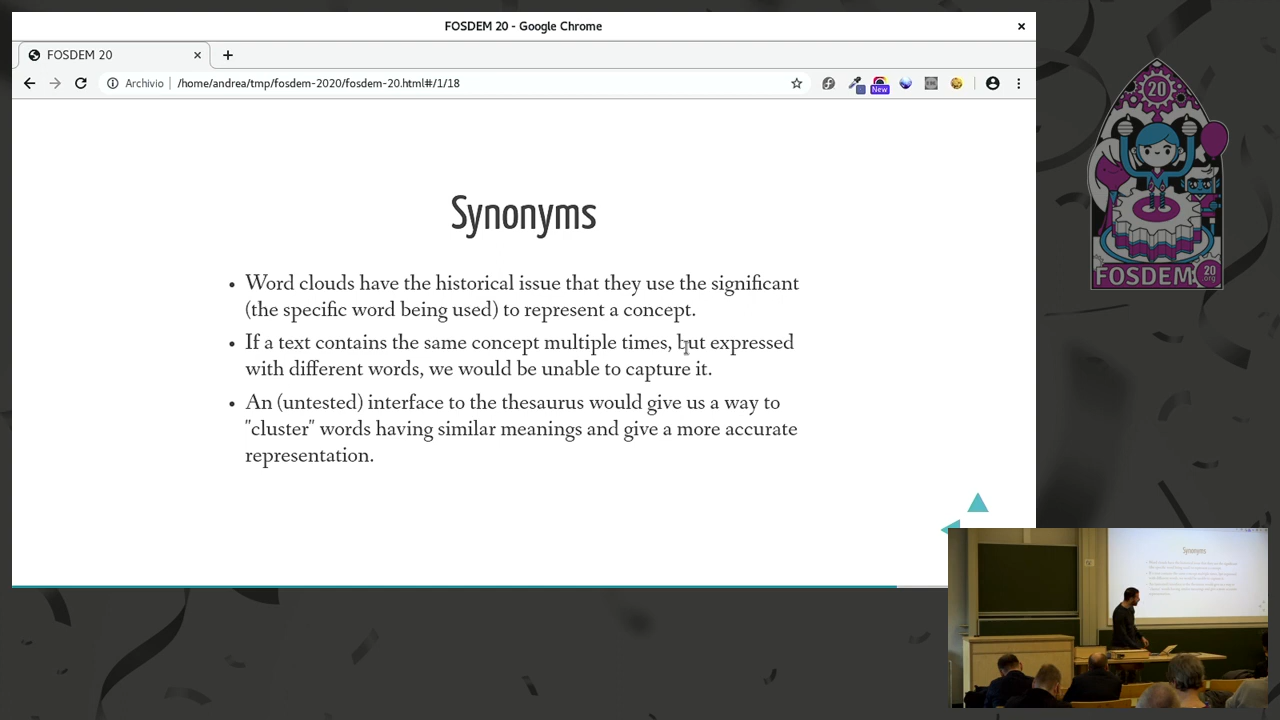 FOSDEM 20 - Google Chrome
FOSDEM 20
Archivio
/home/andrea/tmp/fosdem-2020/fosdem-20.html#/1/18
New
Synonyms
• Word clouds have the historical issue that they use the significant
(the specific word being used) to represent a concept.
• If a text contains the same concept multiple times, but expressed
with different words, we would be unable to capture it.
• An (untested) interface to the thesaurus would give us a way to
"cluster" words having similar meanings and give a more accurate
representation.
20
FOSDEM 20
.org
Synonyms